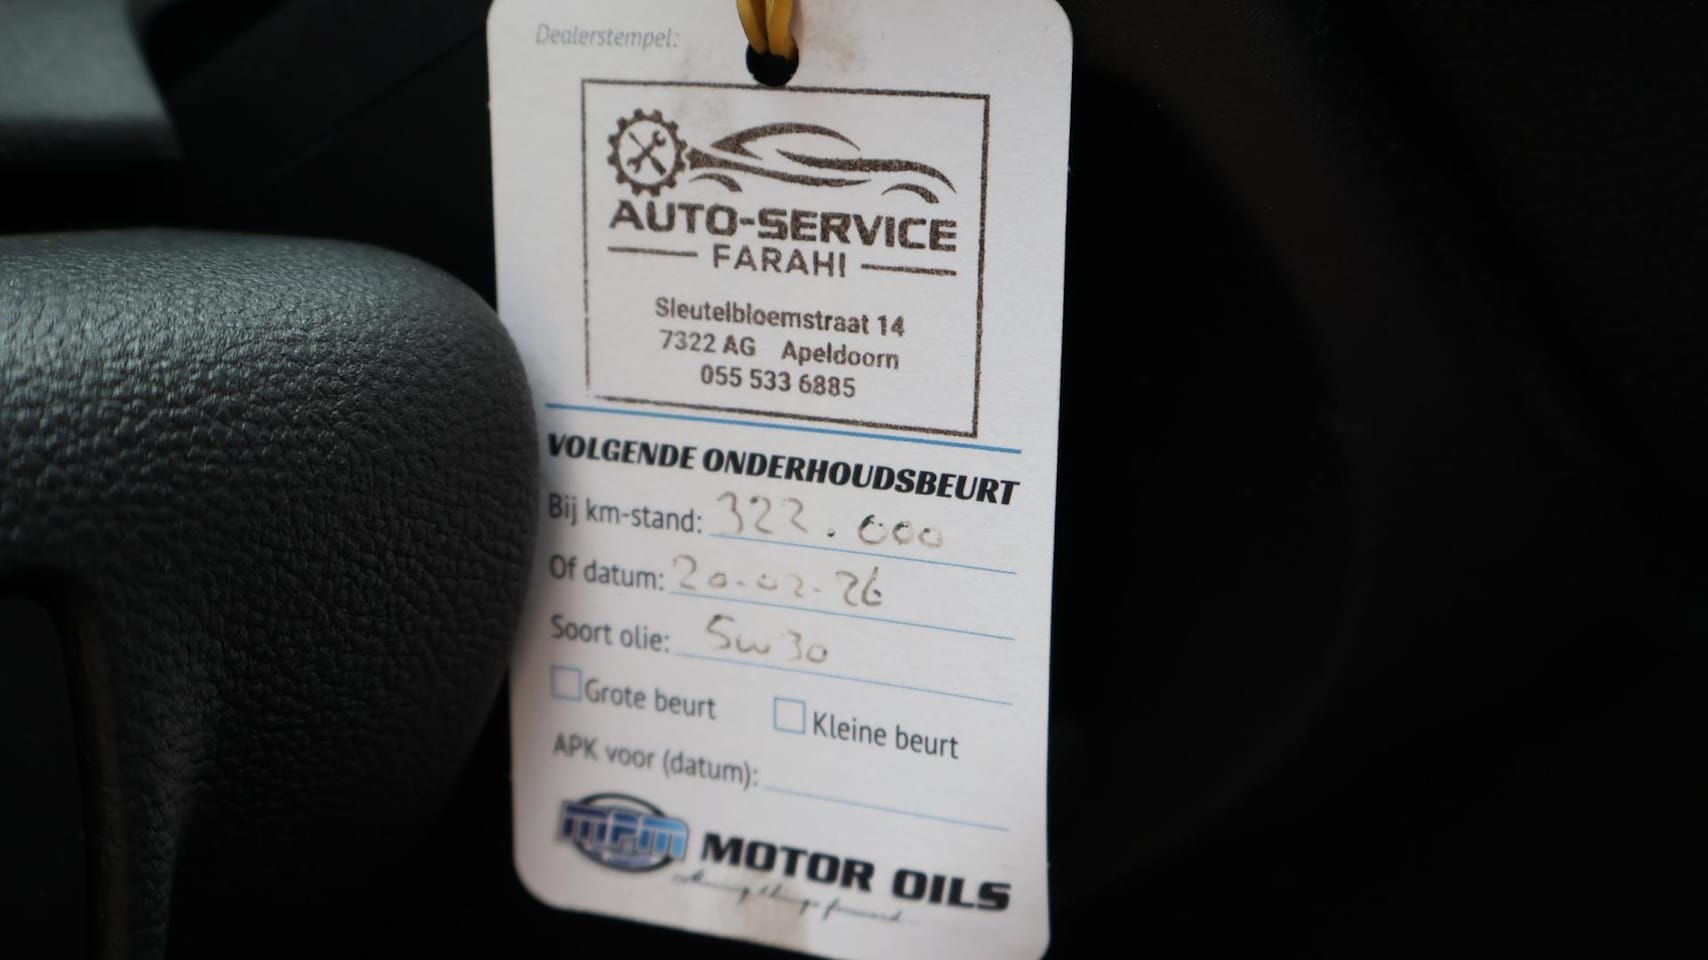 Dealerstempel:
AUTO-SERVICE
FARAHI
Sleutelbloemstraat 14
7322 AG Apeldoorn
055 533 6885
VOLGENDE ONDERHOUDSBEURT
Bij km-stand: 322.000
Of datum: 20-02-26
Soort olie: 5w30
Grote beurt Kleine beurt
APK voor (datum):
MPM MOTOR OILS